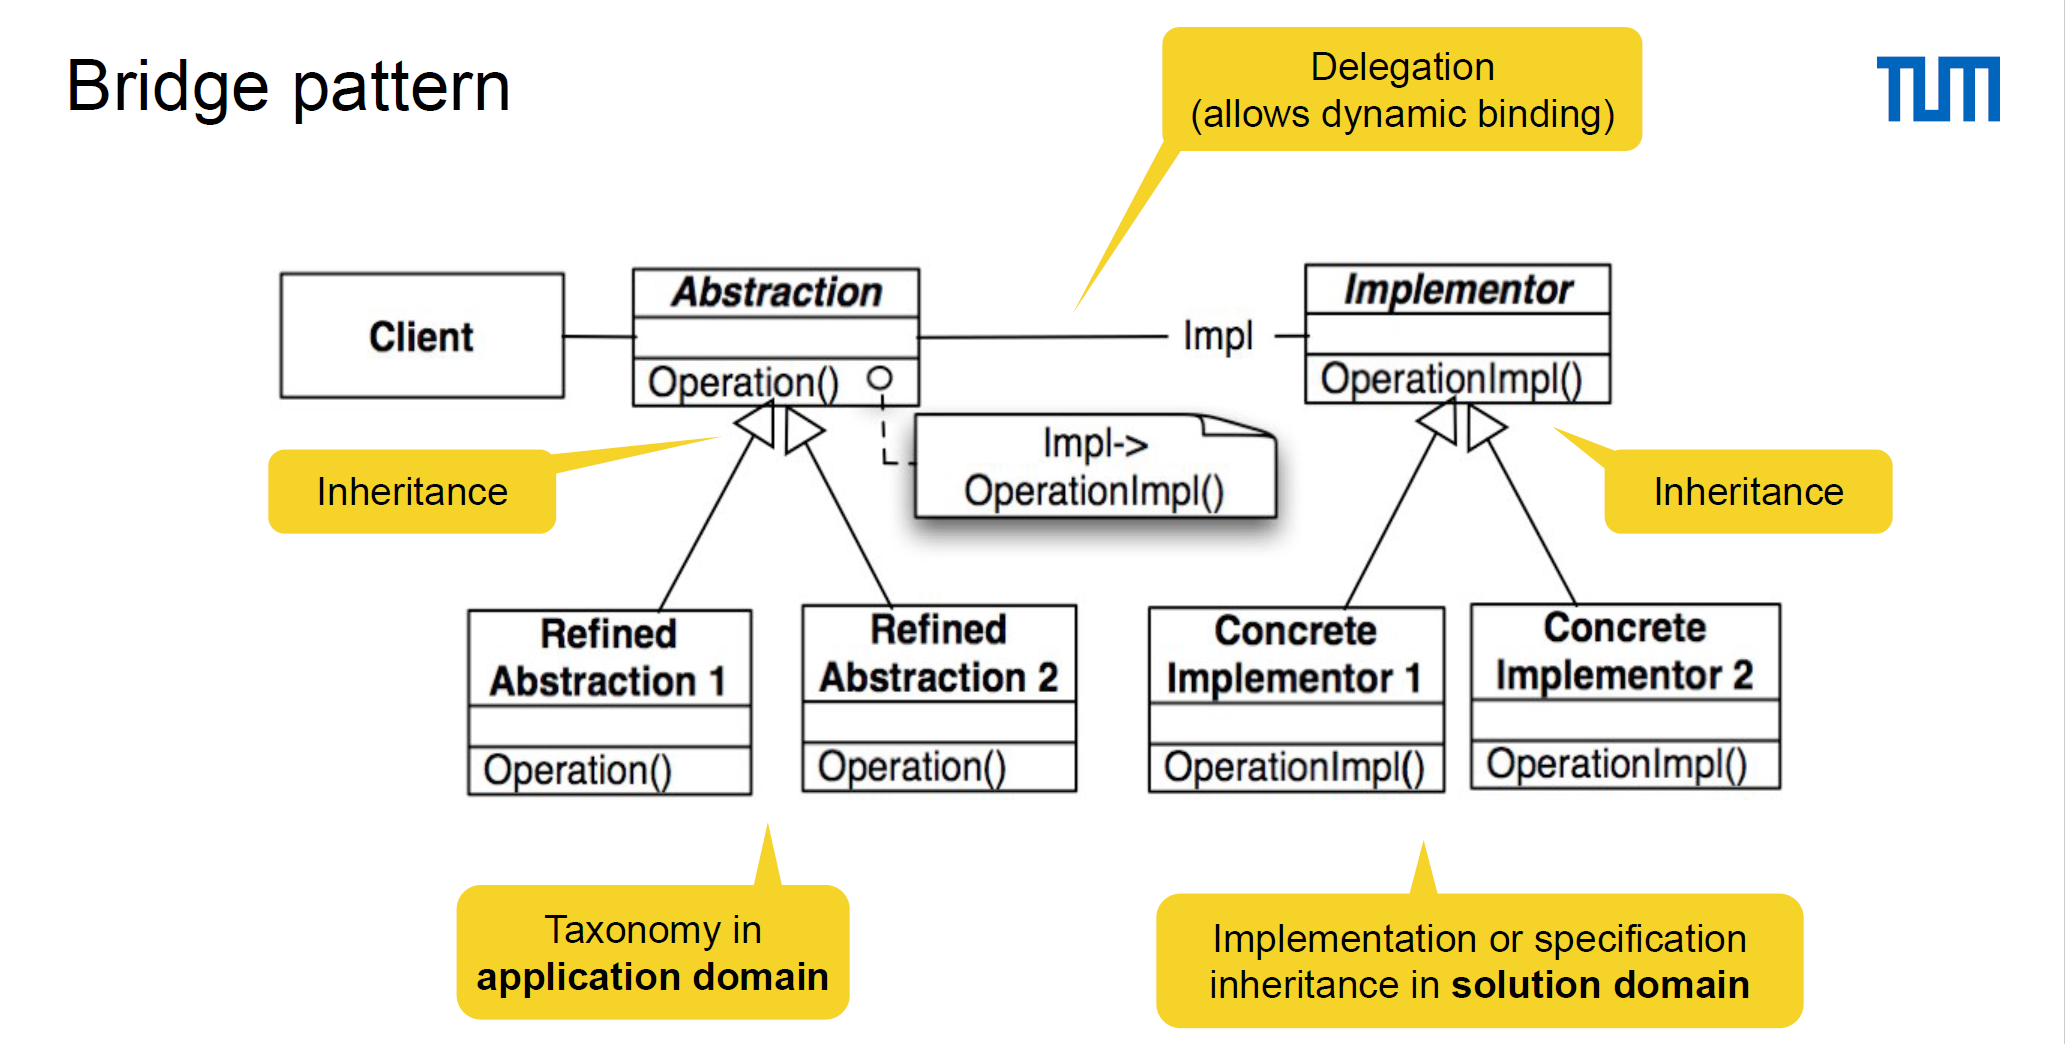 Bridge pattern
Delegation
(allows dynamic binding)
TUM
Client
Abstraction
Operation()
Impl
Implementor
OperationImpl()
Impl->
OperationImpl()
Inheritance
Inheritance
Refined
Abstraction 1
Operation()
Refined
Abstraction 2
Operation()
Concrete
Implementor 1
OperationImpl()
Concrete
Implementor 2
OperationImpl()
Taxonomy in
application domain
Implementation or specification
inheritance in solution domain